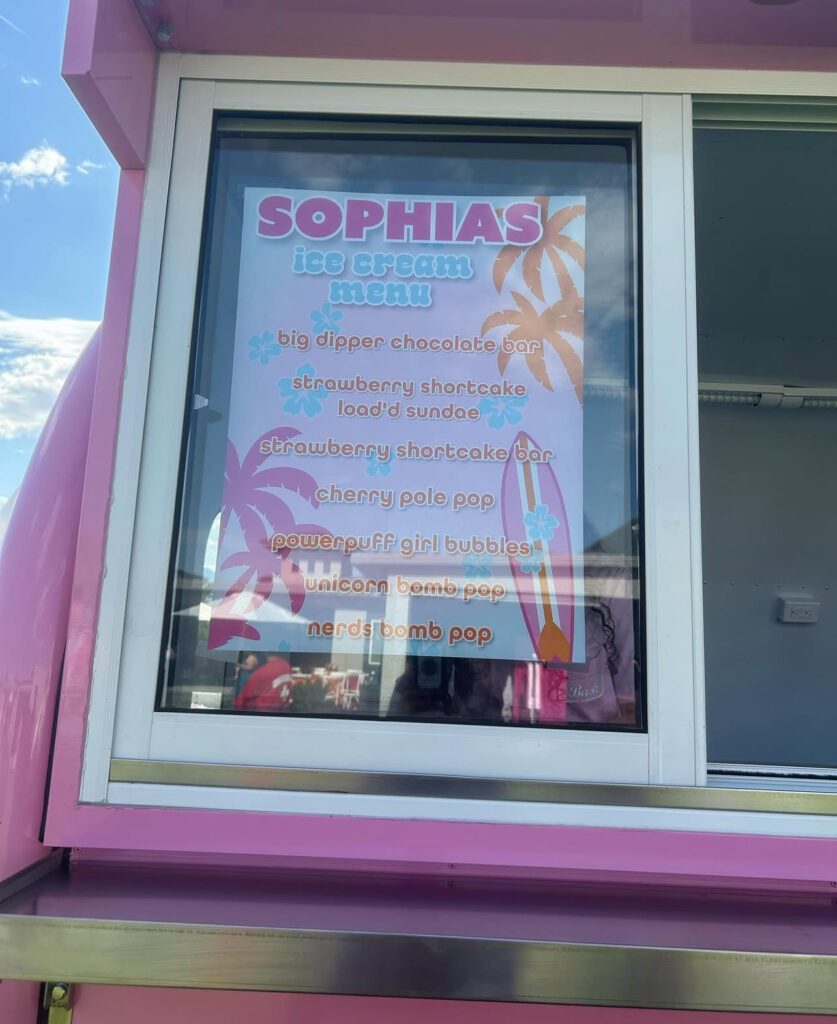 SOPHIAS
ice cream
menu
big dipper chocolate bar
strawberry shortcake
load'd sundae
strawberry shortcake bar
cherry pole pop
powerpuff girl bubbles
unicorn bomb pop
nerds bomb pop